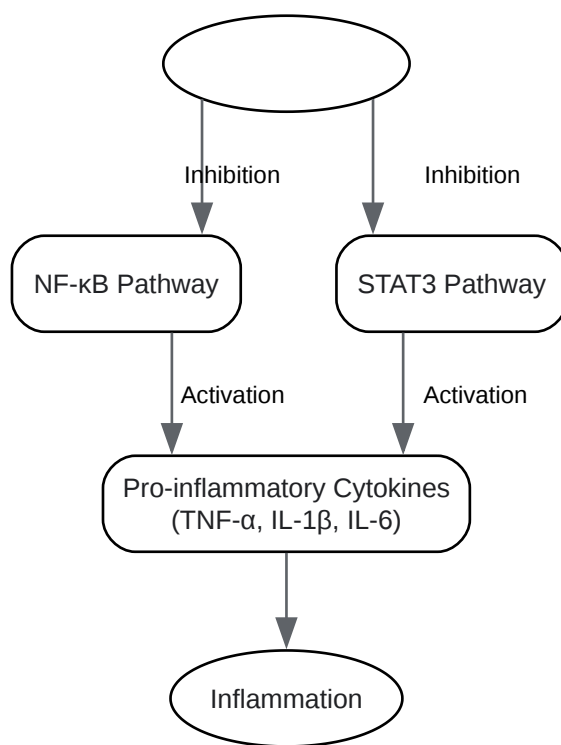 Inhibition
Inhibition
NF-κB Pathway
STAT3 Pathway
Activation
Activation
Pro-inflammatory Cytokines
(TNF-α, IL-1β, IL-6)
Inflammation